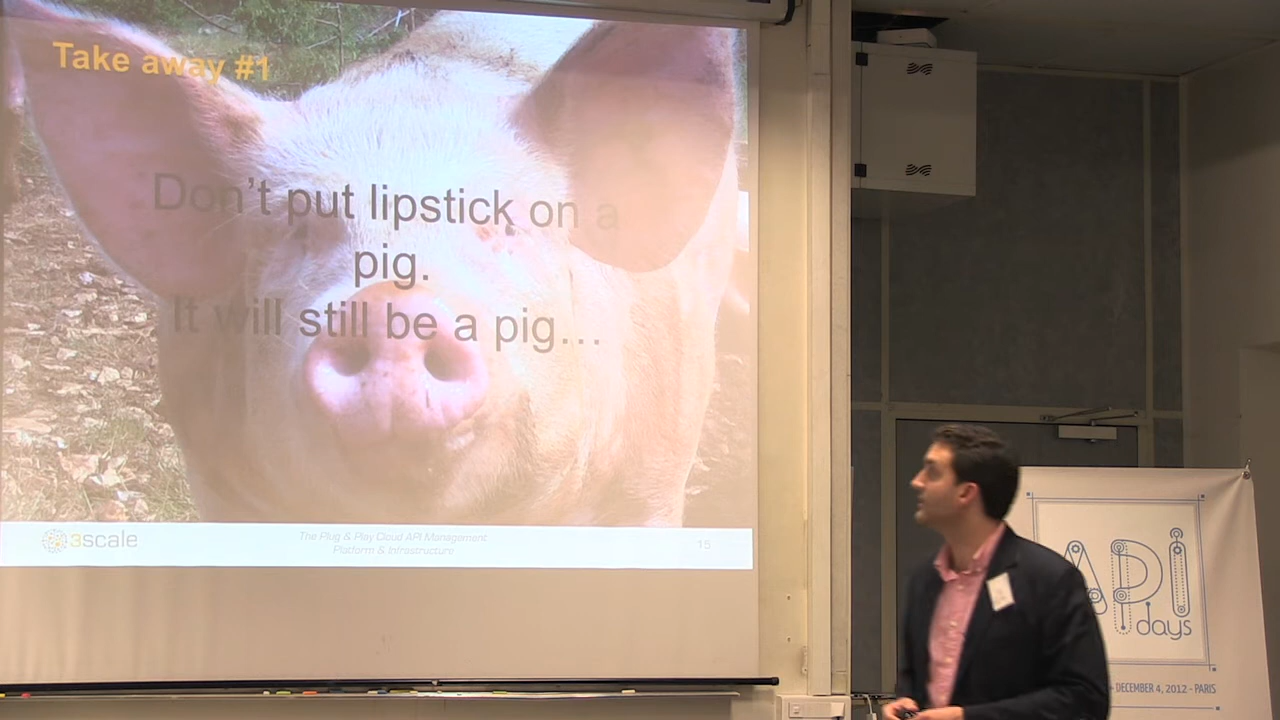 Take away #1
Don't put lipstick on a
pig.
It will still be a pig...
3scale
The Plug & Play Cloud API Management
Platform & Infrastructure
15
API
days
DECEMBER 4, 2012 - PARIS